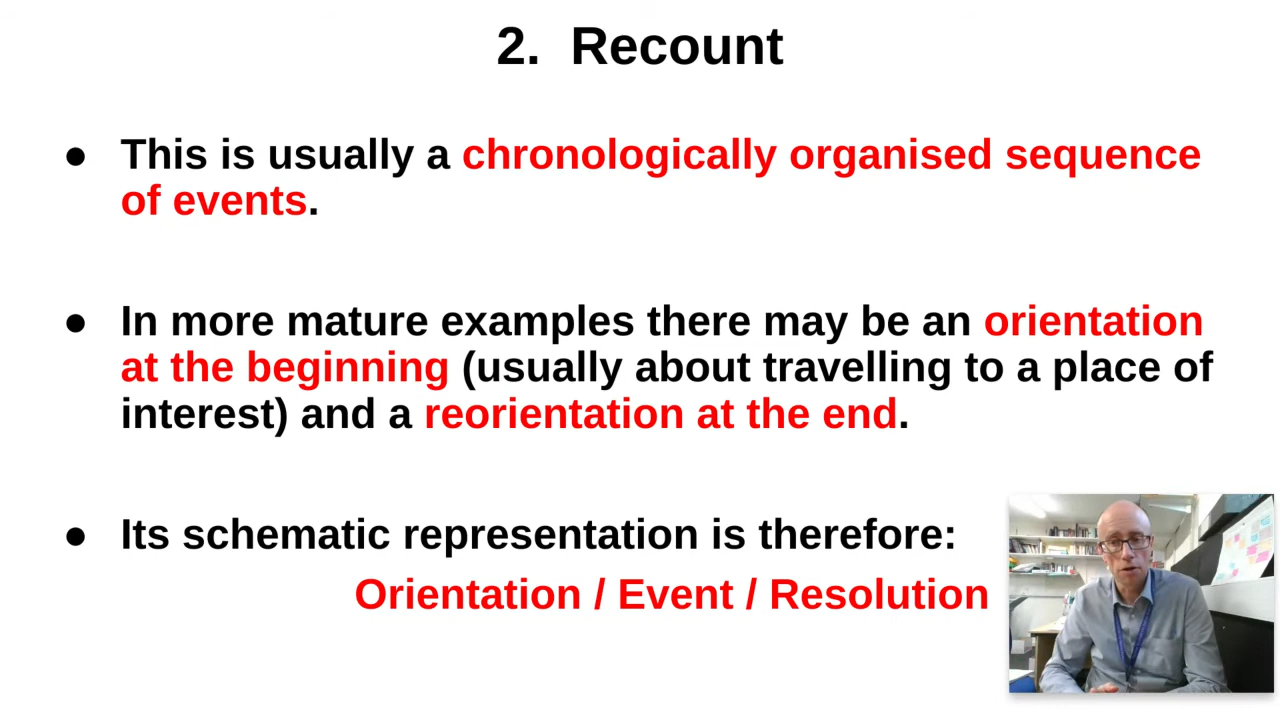 2. Recount
● This is usually a chronologically organised sequence
of events.
● In more mature examples there may be an orientation
at the beginning (usually about travelling to a place of
interest) and a reorientation at the end.
● Its schematic representation is therefore:
Orientation / Event / Resolution